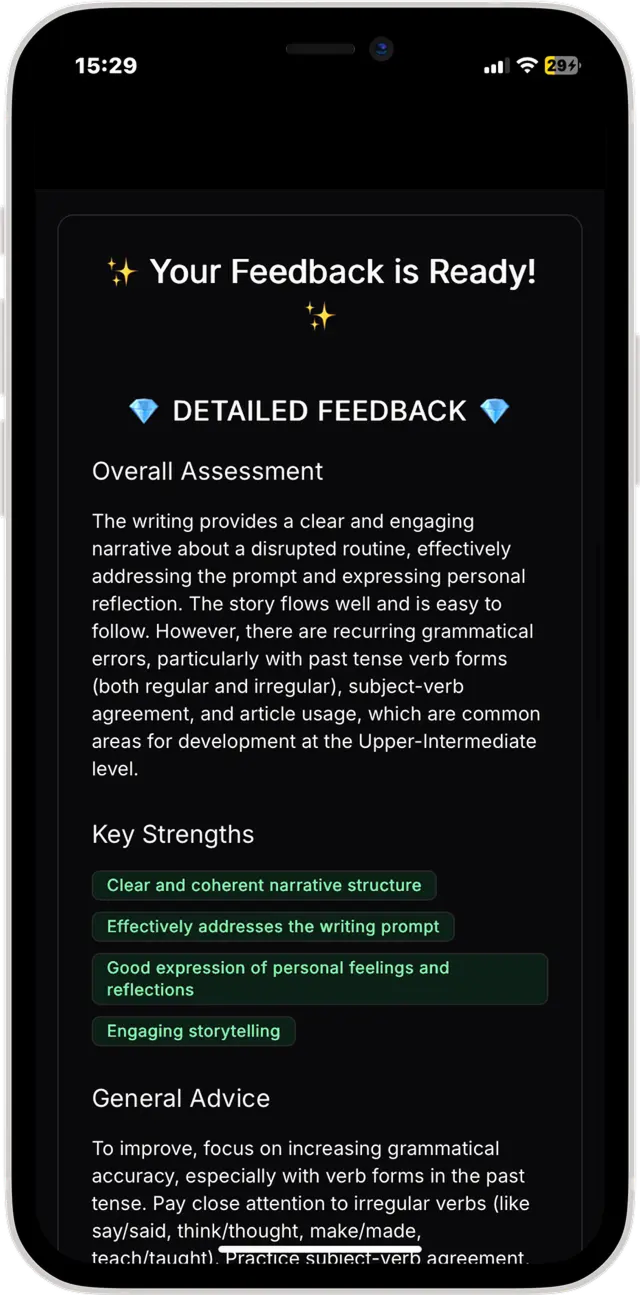 15:29
29
✨ Your Feedback is Ready!
✨
💎 DETAILED FEEDBACK 💎
Overall Assessment
The writing provides a clear and engaging
narrative about a disrupted routine, effectively
addressing the prompt and expressing personal
reflection. The story flows well and is easy to
follow. However, there are recurring grammatical
errors, particularly with past tense verb forms
(both regular and irregular), subject-verb
agreement, and article usage, which are common
areas for development at the Upper-Intermediate
level.
Key Strengths
Clear and coherent narrative structure
Effectively addresses the writing prompt
Good expression of personal feelings and
reflections
Engaging storytelling
General Advice
To improve, focus on increasing grammatical
accuracy, especially with verb forms in the past
tense. Pay close attention to irregular verbs (like
say/said, think/thought, make/made,
teach/taught). Practice subject-verb agreement,